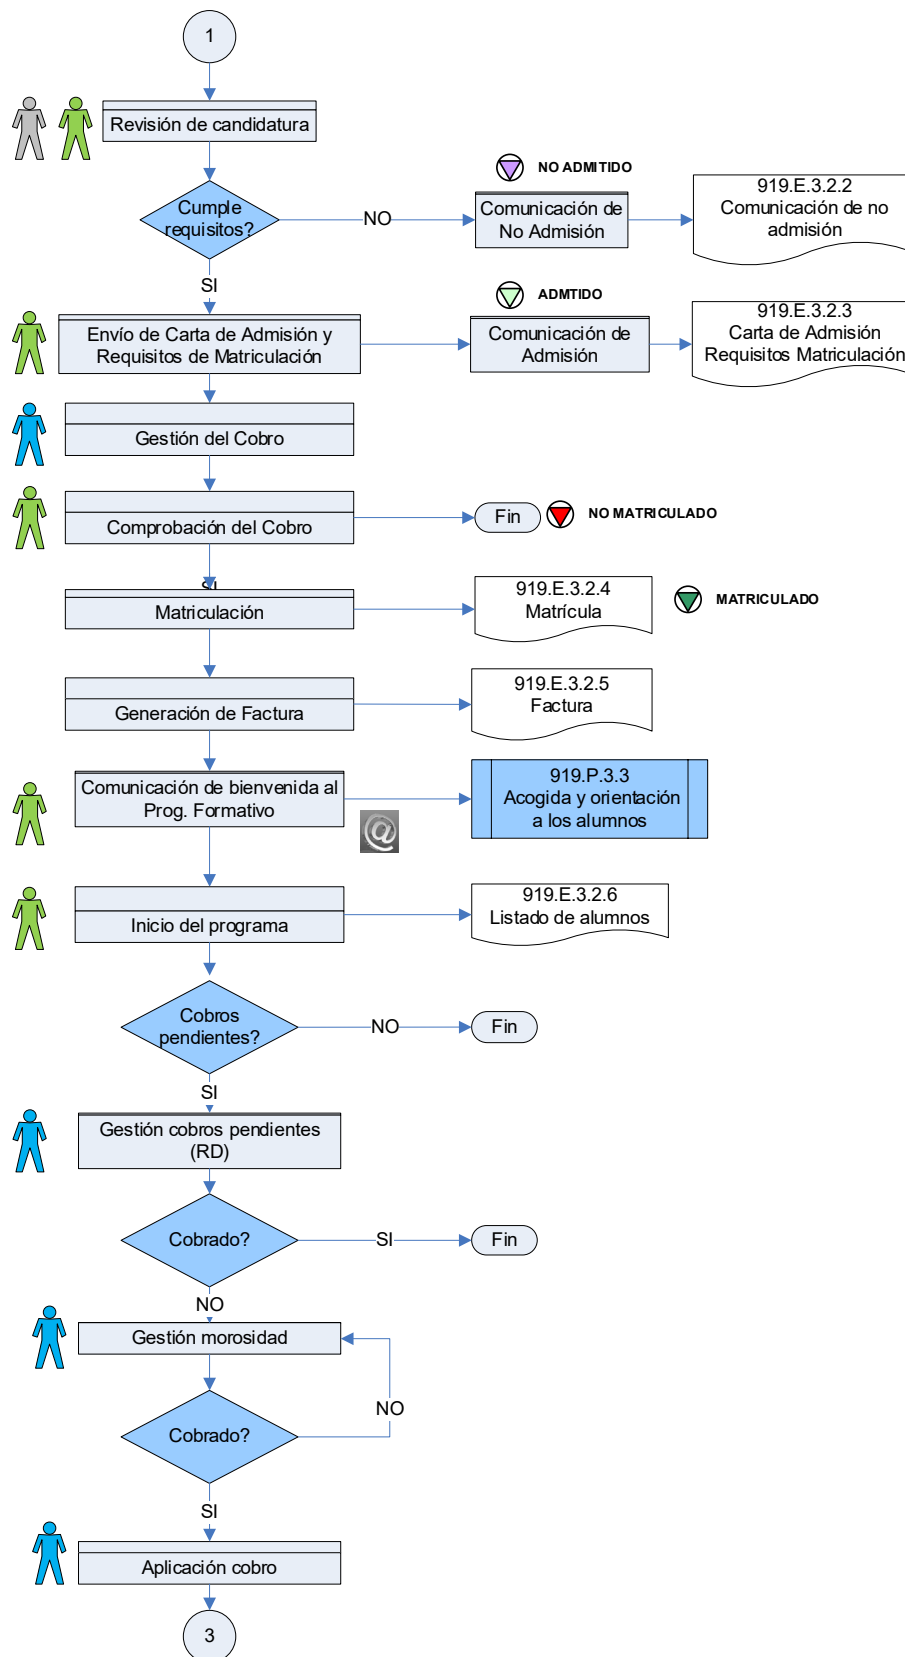 1
Revisión de candidatura
NO ADMITIDO
Cumple
requisitos?
NO
Comunicación de
No Admisión
919.E.3.2.2
Comunicación de no
admisión
SI
ADMTIDO
Envío de Carta de Admisión y
Requisitos de Matriculación
Comunicación de
Admisión
919.E.3.2.3
Carta de Admisión
Requisitos Matriculación
Gestión del Cobro
Comprobación del Cobro
Fin
NO MATRICULADO
SI
Matriculación
919.E.3.2.4
Matrícula
MATRICULADO
Generación de Factura
919.E.3.2.5
Factura
Comunicación de bienvenida al
Prog. Formativo
@
919.P.3.3
Acogida y orientación
a los alumnos
Inicio del programa
919.E.3.2.6
Listado de alumnos
Cobros
pendientes?
NO
Fin
SI
Gestión cobros pendientes
(RD)
Cobrado?
SI
Fin
NO
Gestión morosidad
NO
Cobrado?
SI
Aplicación cobro
3